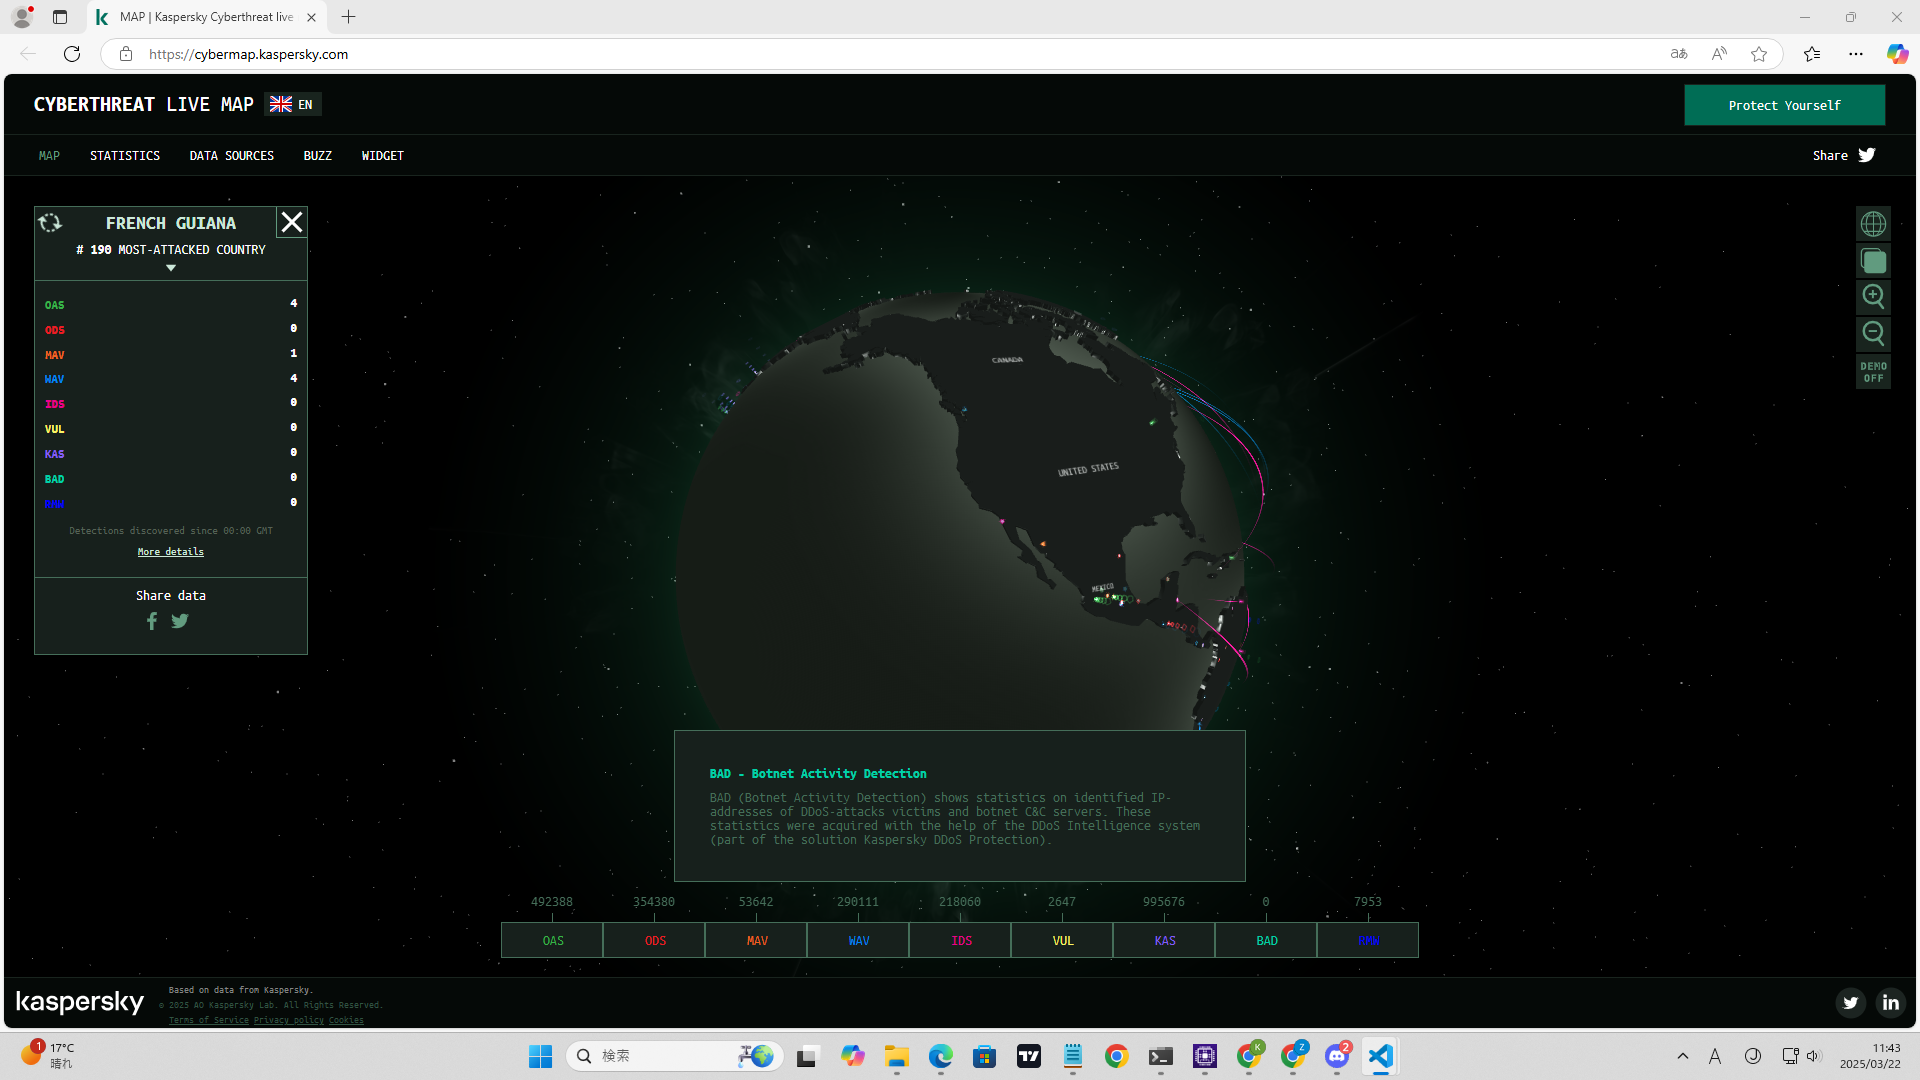 MAP | Kaspersky Cyberthreat live
https://cybermap.kaspersky.com
CYBERTHREAT LIVE MAP EN
Protect Yourself
MAP STATISTICS DATA SOURCES BUZZ WIDGET
Share
FRENCH GUIANA
# 190 MOST-ATTACKED COUNTRY
OAS 4
ODS 0
MAV 1
WAV 4
IDS 0
VUL 0
KAS 0
BAD 0
RMW 0
Detections discovered since 00:00 GMT
More details
Share data
DEMO
OFF
CANADA
UNITED STATES
MEXICO
BAD - Botnet Activity Detection
BAD (Botnet Activity Detection) shows statistics on identified IP-
addresses of DDoS-attacks victims and botnet C&C servers. These
statistics were acquired with the help of the DDoS Intelligence system
(part of the solution Kaspersky DDoS Protection).
492388 354380 53642 290111 218060 2647 995676 0 7953
OAS ODS MAV WAV IDS VUL KAS BAD RMW
kaspersky
Based on data from Kaspersky.
© 2025 AO Kaspersky Lab. All Rights Reserved.
Terms of Service Privacy policy Cookies
1
17°C
晴れ
検索
K
Z
2
A
11:43
2025/03/22